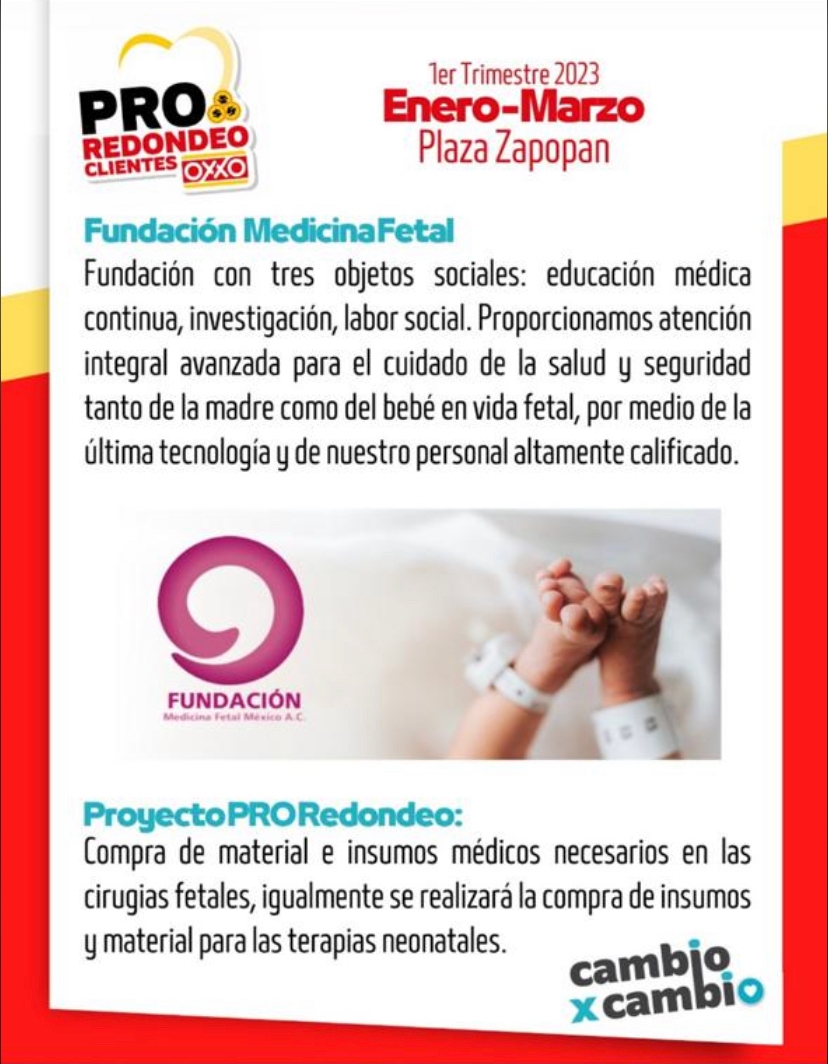 PRO
REDONDEO
CLIENTES OXXO
1er Trimestre 2023
Enero-Marzo
Plaza Zapopan
Fundación Medicina Fetal
Fundación con tres objetos sociales: educación médica
continua, investigación, labor social. Proporcionamos atención
integral avanzada para el cuidado de la salud y seguridad
tanto de la madre como del bebé en vida fetal, por medio de la
última tecnología y de nuestro personal altamente calificado.
FUNDACIÓN
Medicina Fetal México A.C.
Proyecto PRO Redondeo:
Compra de material e insumos médicos necesarios en las
cirugias fetales, igualmente se realizará la compra de insumos
y material para las terapias neonatales.
cambio
x cambio